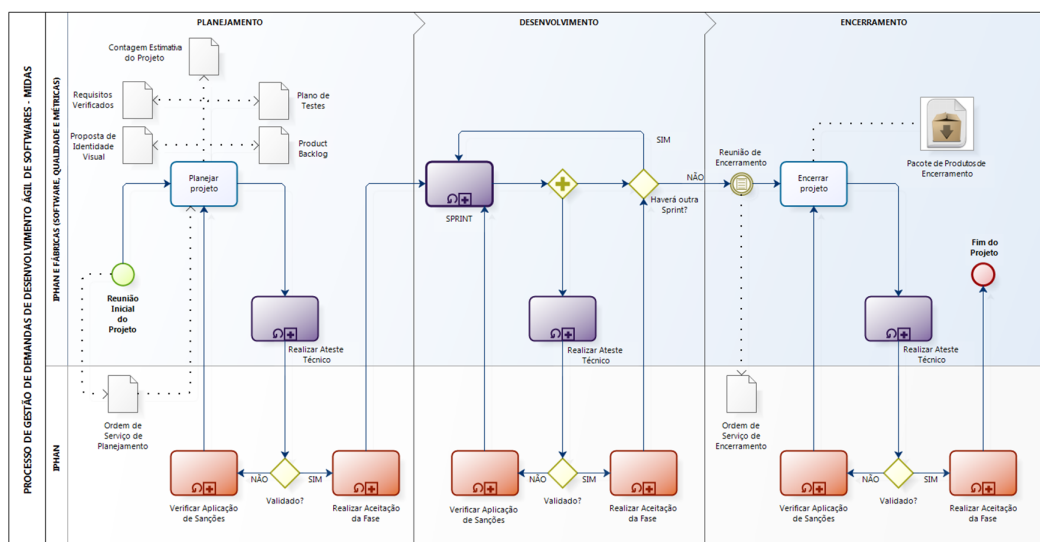 PROCESSO DE GESTÃO DE DEMANDAS DE DESENVOLVIMENTO ÁGIL DE SOFTWARES - MIDAS
IPHAN E FÁBRICAS (SOFTWARE, QUALIDADE E MÉTRICAS)
IPHAN
PLANEJAMENTO
DESENVOLVIMENTO
ENCERRAMENTO
Contagem Estimativa
do Projeto
Requisitos
Verificados
Plano de
Testes
Proposta de
Identidade
Visual
Product
Backlog
Planejar
projeto
Reunião
Inicial
do
Projeto
Realizar Ateste
Técnico
Ordem de
Serviço de
Planejamento
NÃO
SIM
Validado?
Verificar Aplicação
de Sanções
Realizar Aceitação
da Fase
SIM
SPRINT
Haverá outra
Sprint?
NÃO
Realizar Ateste
Técnico
NÃO
SIM
Validado?
Verificar Aplicação
de Sanções
Realizar Aceitação
da Fase
Reunião de
Encerramento
Encerrar
projeto
Pacote de Produtos de
Encerramento
Fim do
Projeto
Realizar Ateste
Técnico
Ordem de
Serviço de
Encerramento
NÃO
SIM
Validado?
Verificar Aplicação
de Sanções
Realizar Aceitação
da Fase